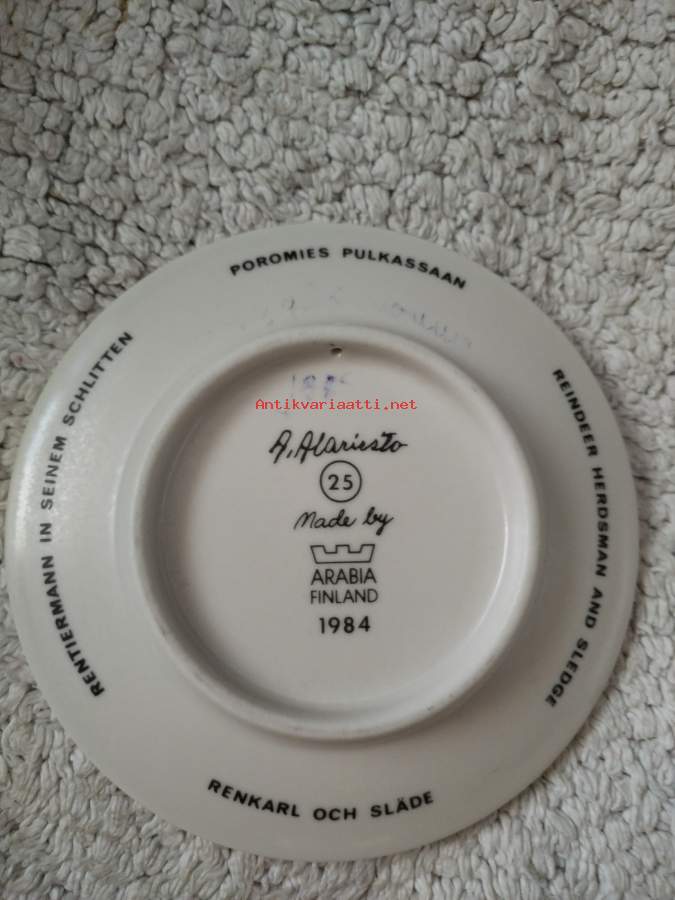 POROMIES PULKASSAAN
REINDEER HERDSMAN AND SLEDGE
RENKARL OCH SLÄDE
RENTIERMANN IN SEINEM SCHLITTEN
Antikvariaatti.net
A. Alariesto
25
Made by
ARABIA
FINLAND
1984